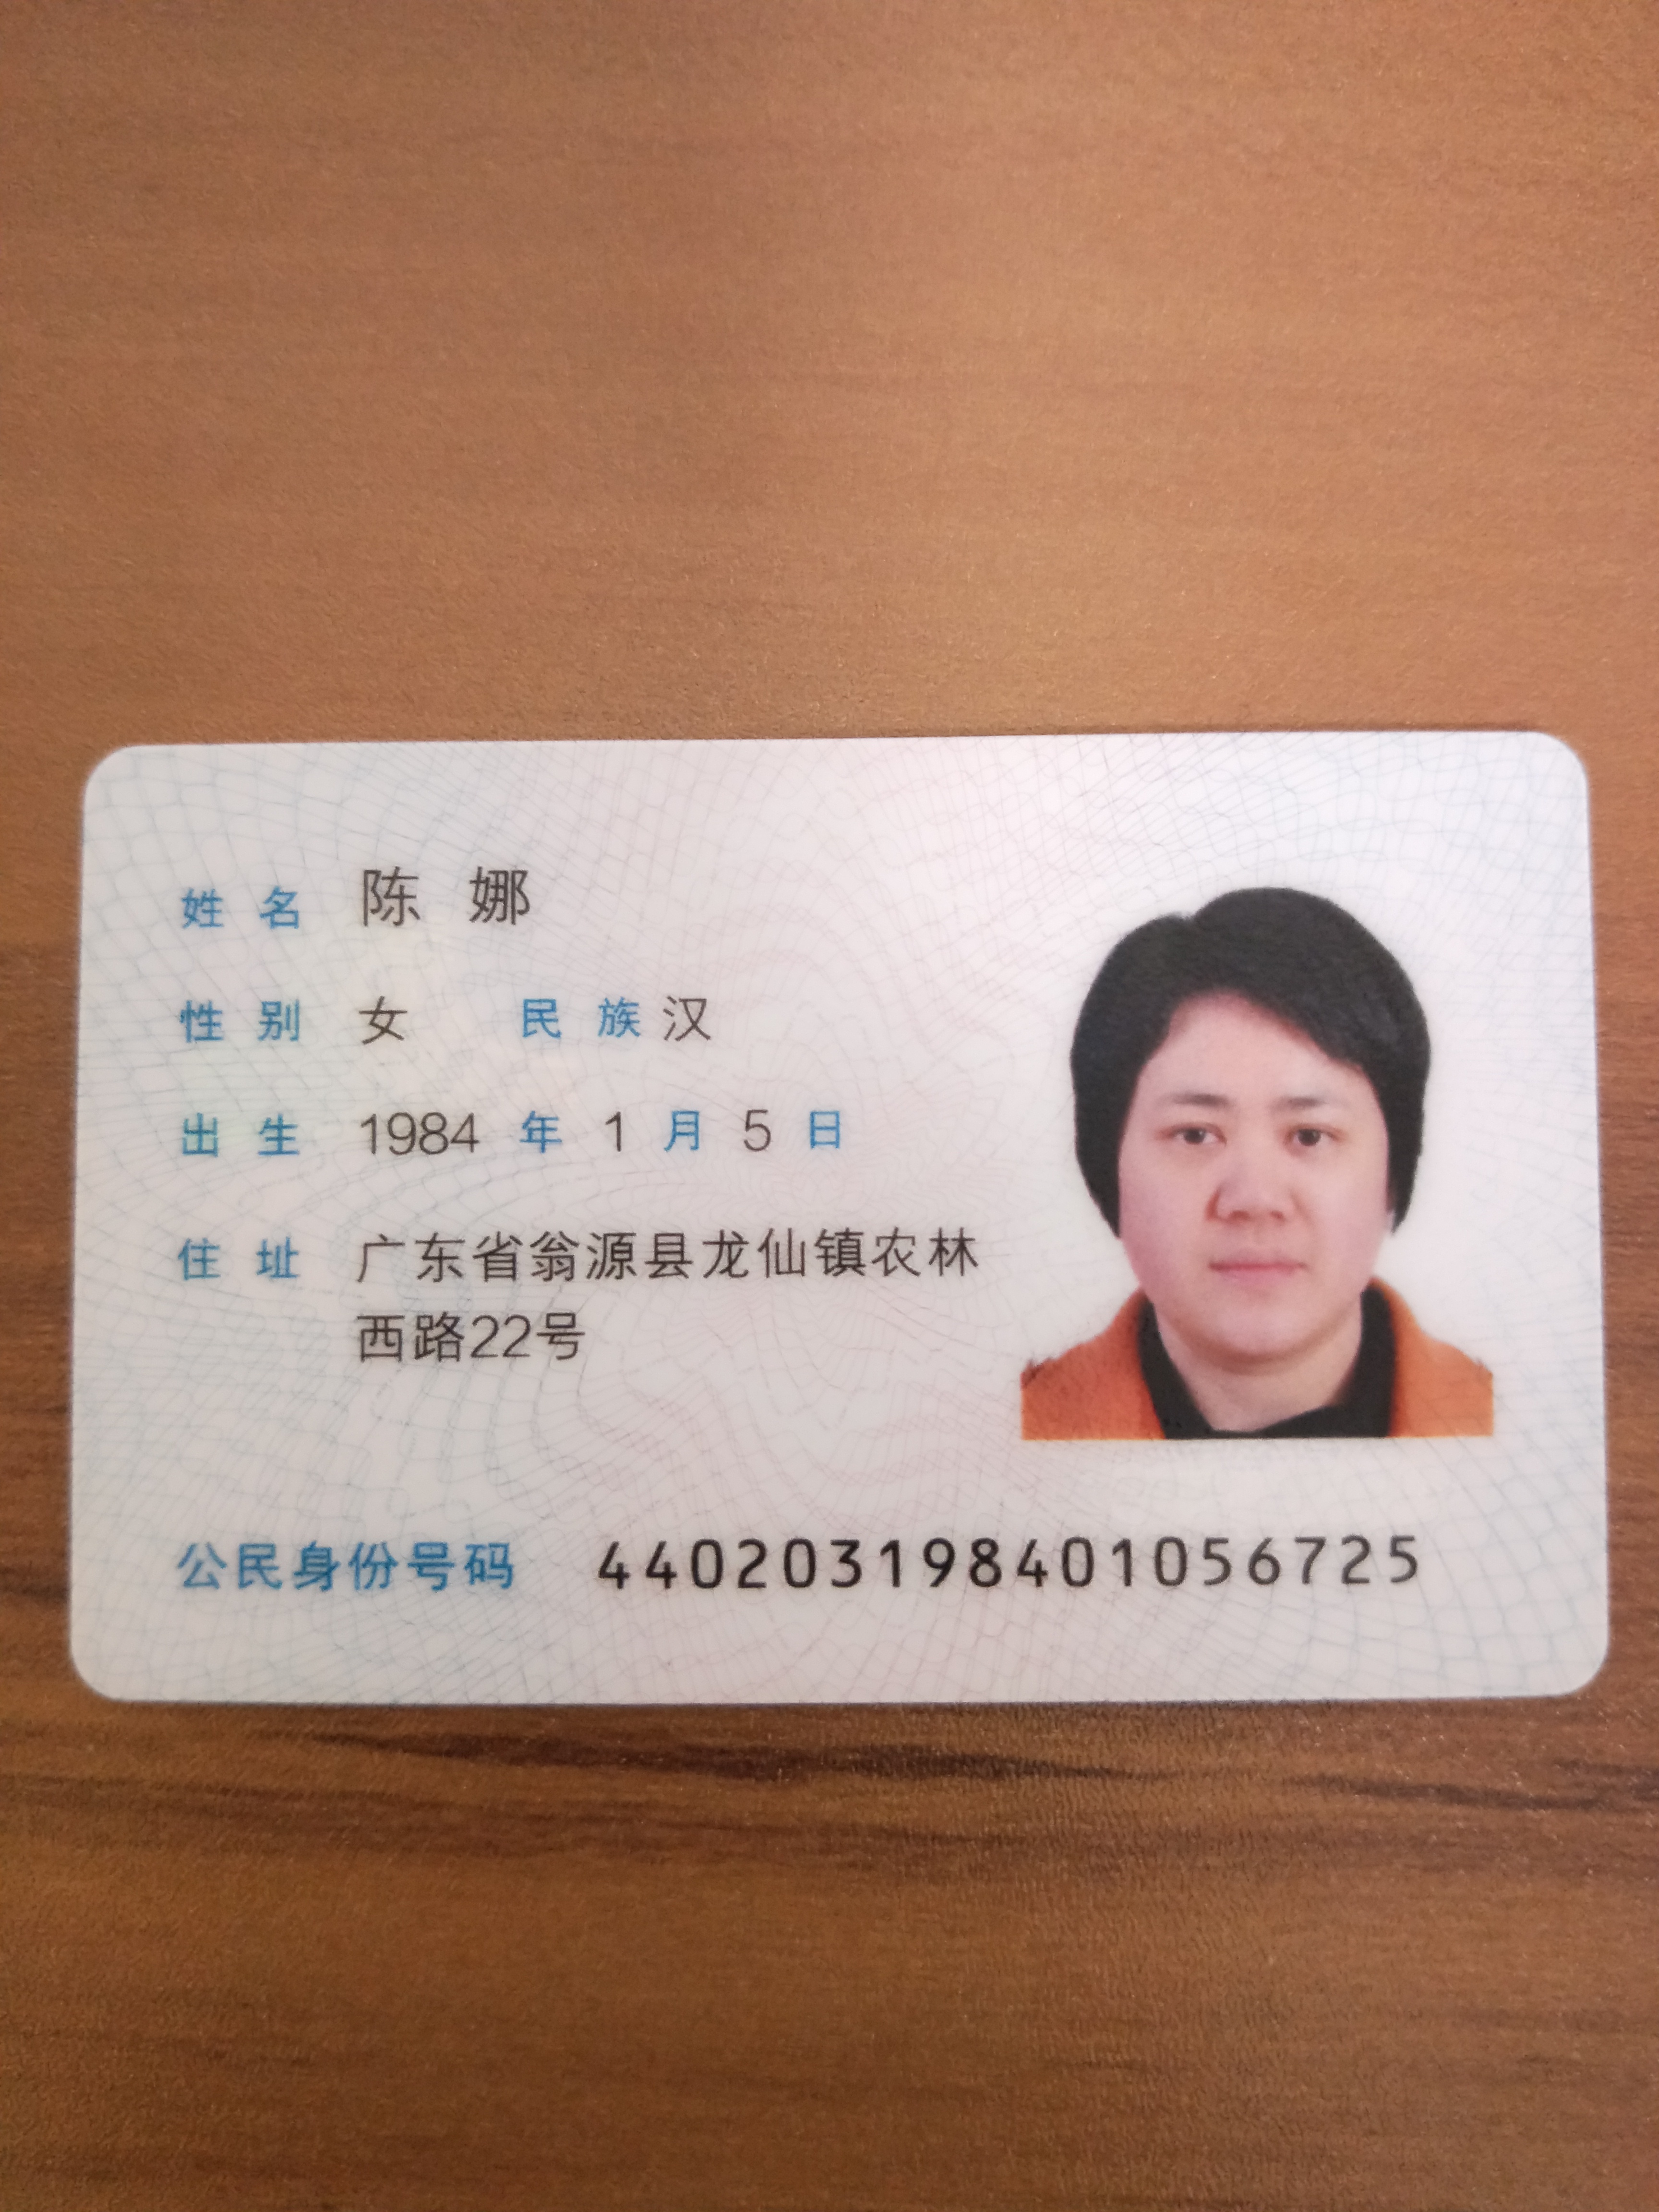 姓名 陈娜
性别 女 民族 汉
出生 1984 年 1 月 5 日
住址 广东省翁源县龙仙镇农林
西路22号
公民身份号码 440203198401056725